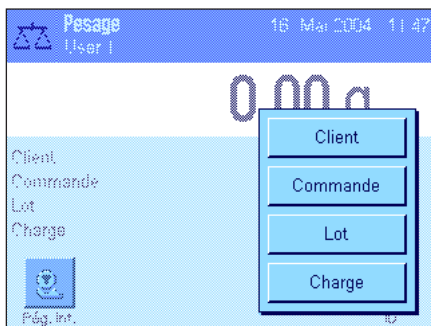 Pesage 16. Mai 2004 11:47
User 1
0.00 g
Client
Commande
Lot
Charge
Client
Commande
Lot
Charge
Rég. int.
ID